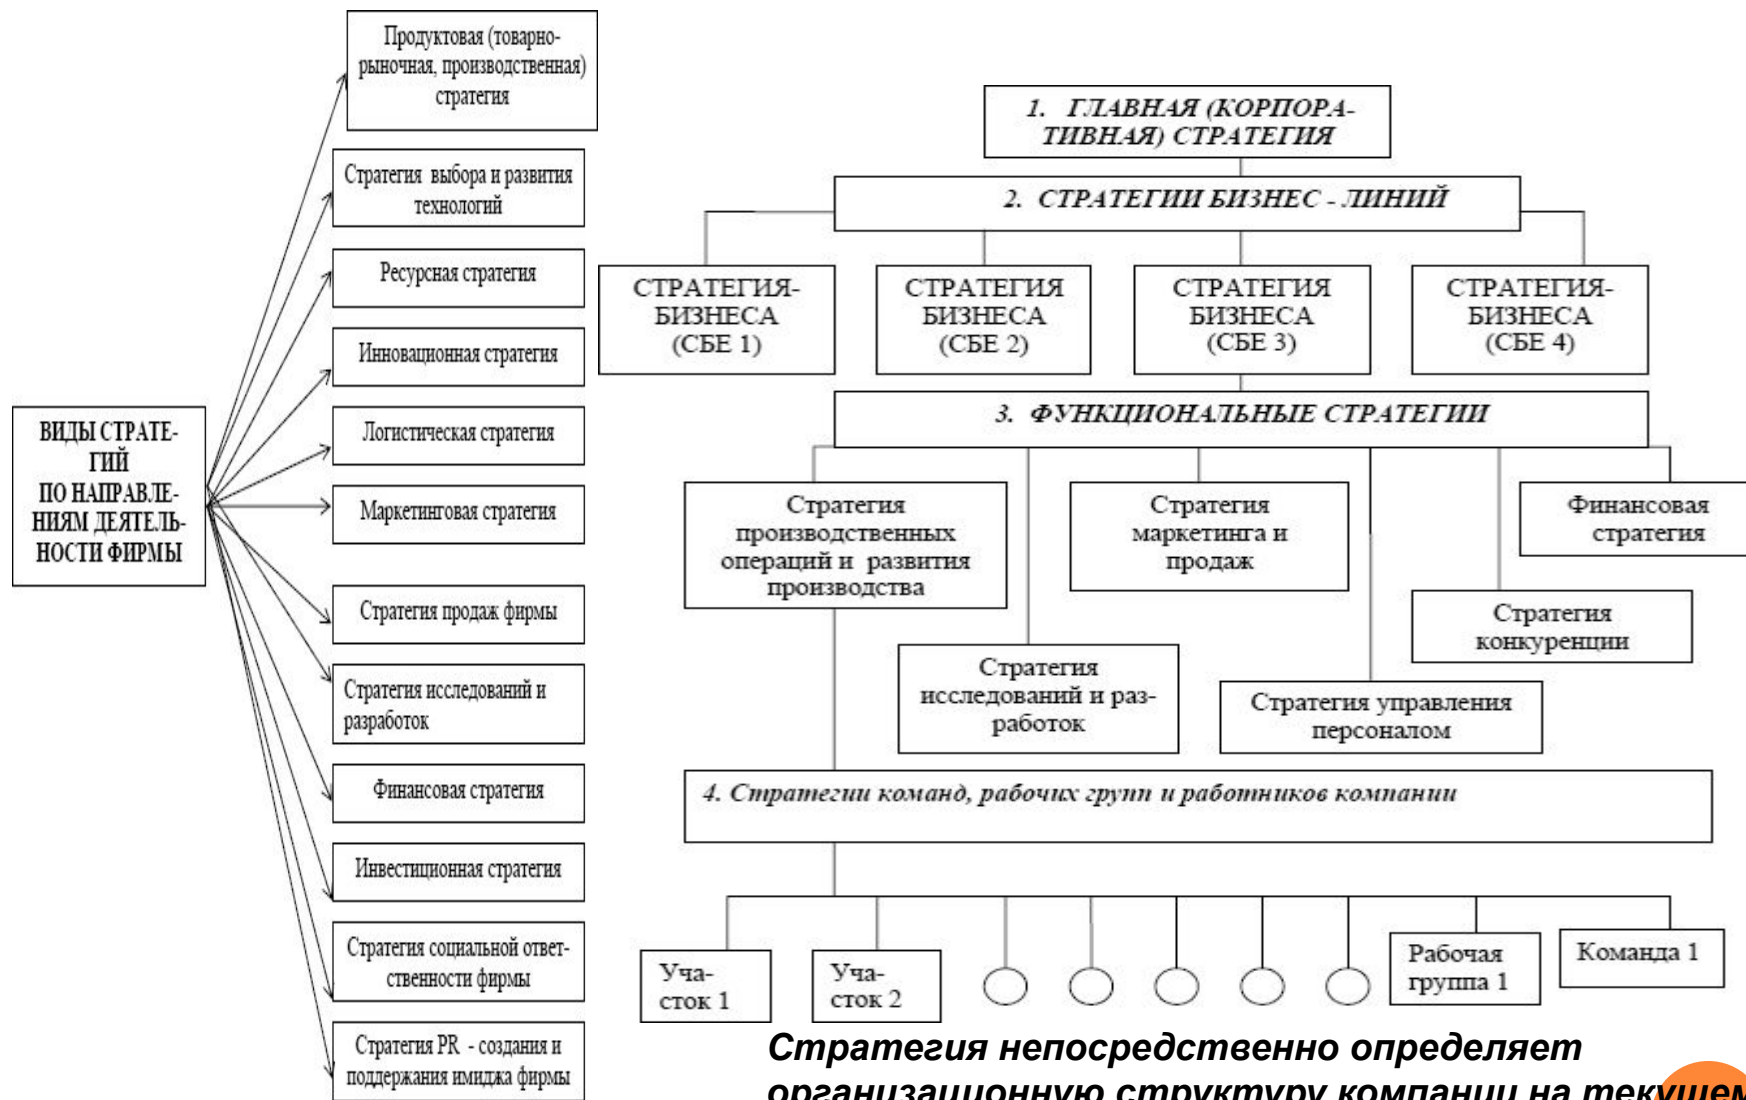 ВИДЫ СТРАТЕ-
ГИЙ
ПО НАПРАВЛЕ-
НИЯМ ДЕЯТЕЛЬ-
НОСТИ ФИРМЫ
Продуктовая (товарно-
рыночная, производственная)
стратегия
Стратегия выбора и развития
технологий
Ресурсная стратегия
Инновационная стратегия
Логистическая стратегия
Маркетинговая стратегия
Стратегия продаж фирмы
Стратегия исследований и
разработок
Финансовая стратегия
Инвестиционная стратегия
Стратегия социальной ответ-
ственности фирмы
Стратегия PR - создания и
поддержания имиджа фирмы
1. ГЛАВНАЯ (КОРПОРА-
ТИВНАЯ) СТРАТЕГИЯ
2. СТРАТЕГИИ БИЗНЕС - ЛИНИЙ
СТРАТЕГИЯ-
БИЗНЕСА
(СБЕ 1)
СТРАТЕГИЯ
БИЗНЕСА
(СБЕ 2)
СТРАТЕГИЯ
БИЗНЕСА
(СБЕ 3)
СТРАТЕГИЯ-
БИЗНЕСА
(СБЕ 4)
3. ФУНКЦИОНАЛЬНЫЕ СТРАТЕГИИ
Стратегия
производственных
операций и развития
производства
Стратегия
исследований и раз-
работок
Стратегия
маркетинга и
продаж
Стратегия управления
персоналом
Стратегия
конкуренции
Финансовая
стратегия
4. Стратегии команд, рабочих групп и работников компании
Уча-
сток 1
Уча-
сток 2
Рабочая
группа 1
Команда 1
Стратегия непосредственно определяет
организационную структуру компании на текущем